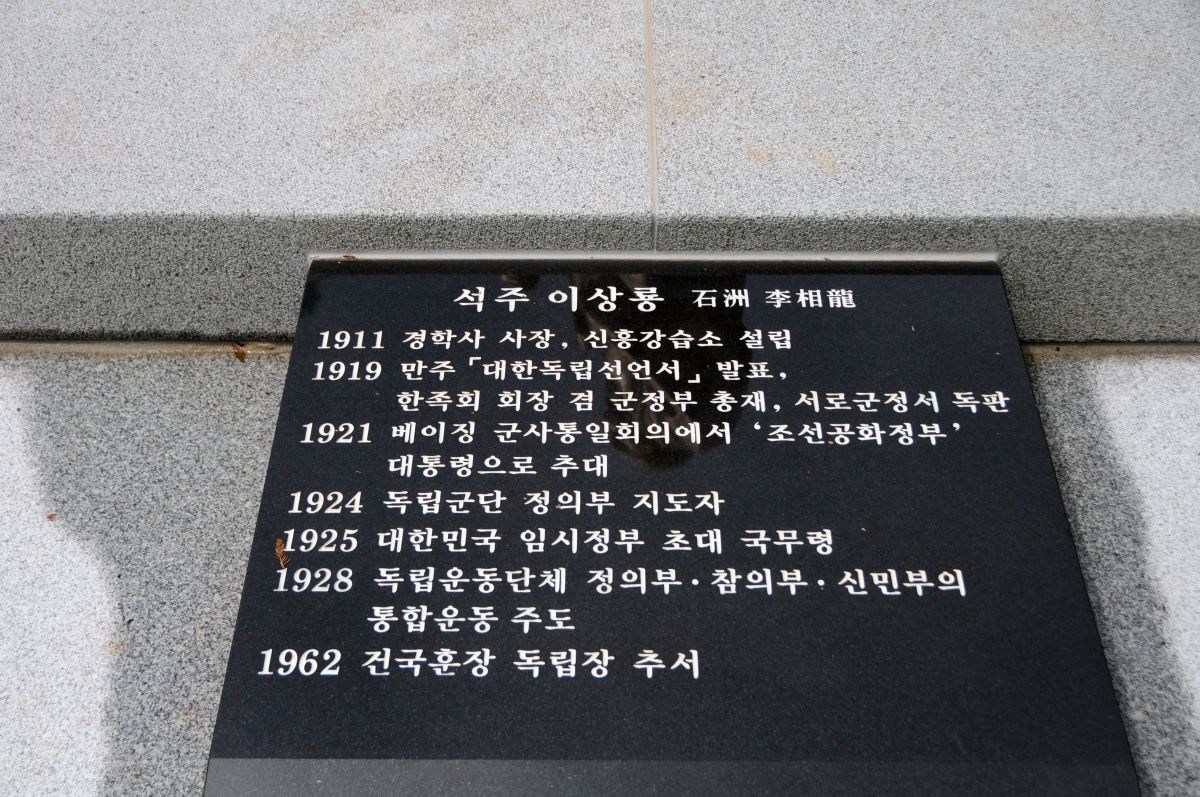 석주 이상룡 石洲 李相龍
1911 경학사 사장, 신흥강습소 설립
1919 만주 「대한독립선언서」 발표,
한족회 회장 겸 군정부 총재, 서로군정서 독판
1921 베이징 군사통일회의에서 ‘조선공화정부’
대통령으로 추대
1924 독립군단 정의부 지도자
1925 대한민국 임시정부 초대 국무령
1928 독립운동단체 정의부·참의부·신민부의
통합운동 주도
1962 건국훈장 독립장 추서